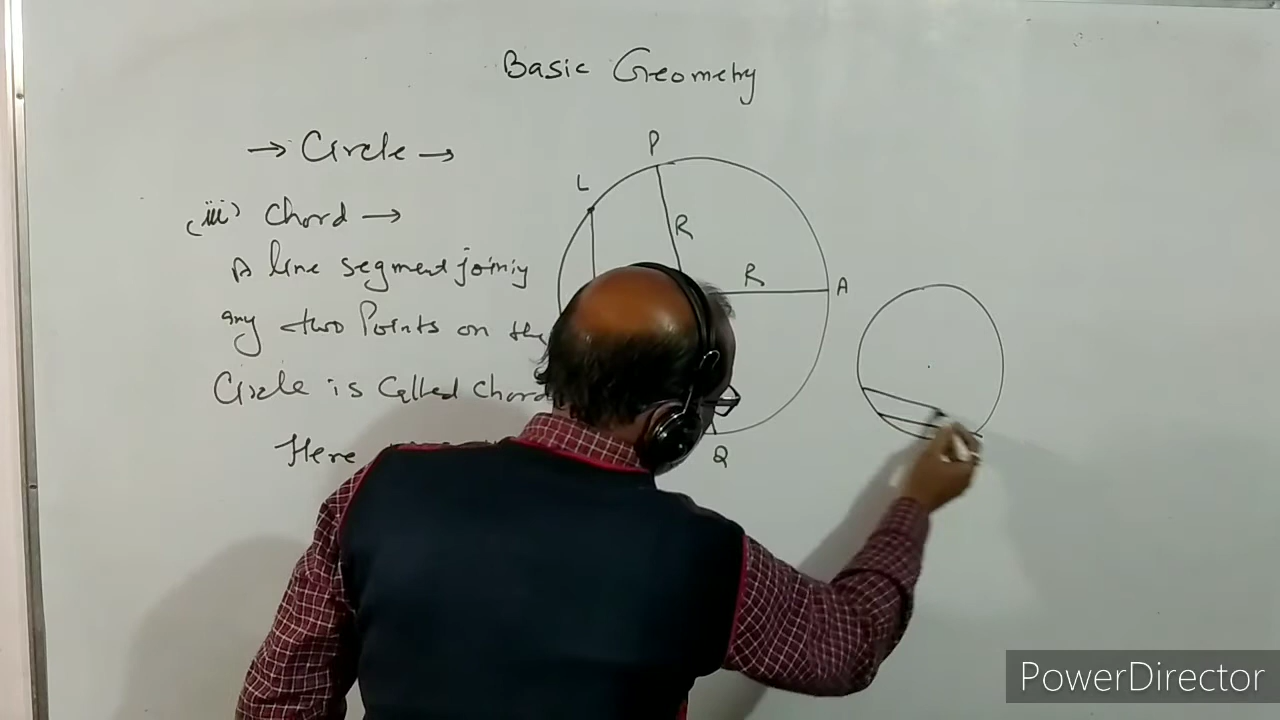 Basic Geometry
→ Circle →
(iii) Chord →
A line segment joining
any two Points on the
Circle is Called Chord
Here
P
L
R
R
A
Q
PowerDirector